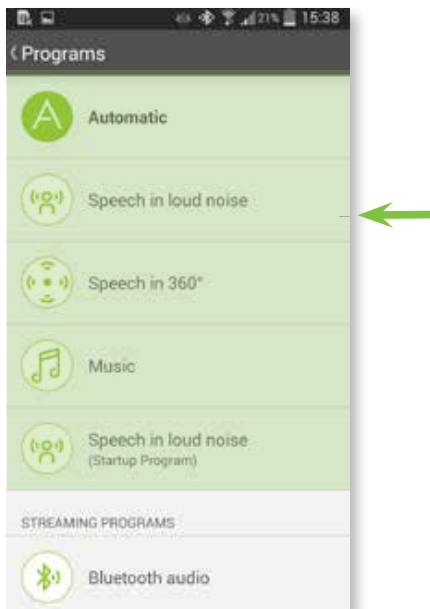 21% 15:38
Programs
A Automatic
Speech in loud noise
Speech in 360°
Music
Speech in loud noise
(Startup Program)
STREAMING PROGRAMS
Bluetooth audio